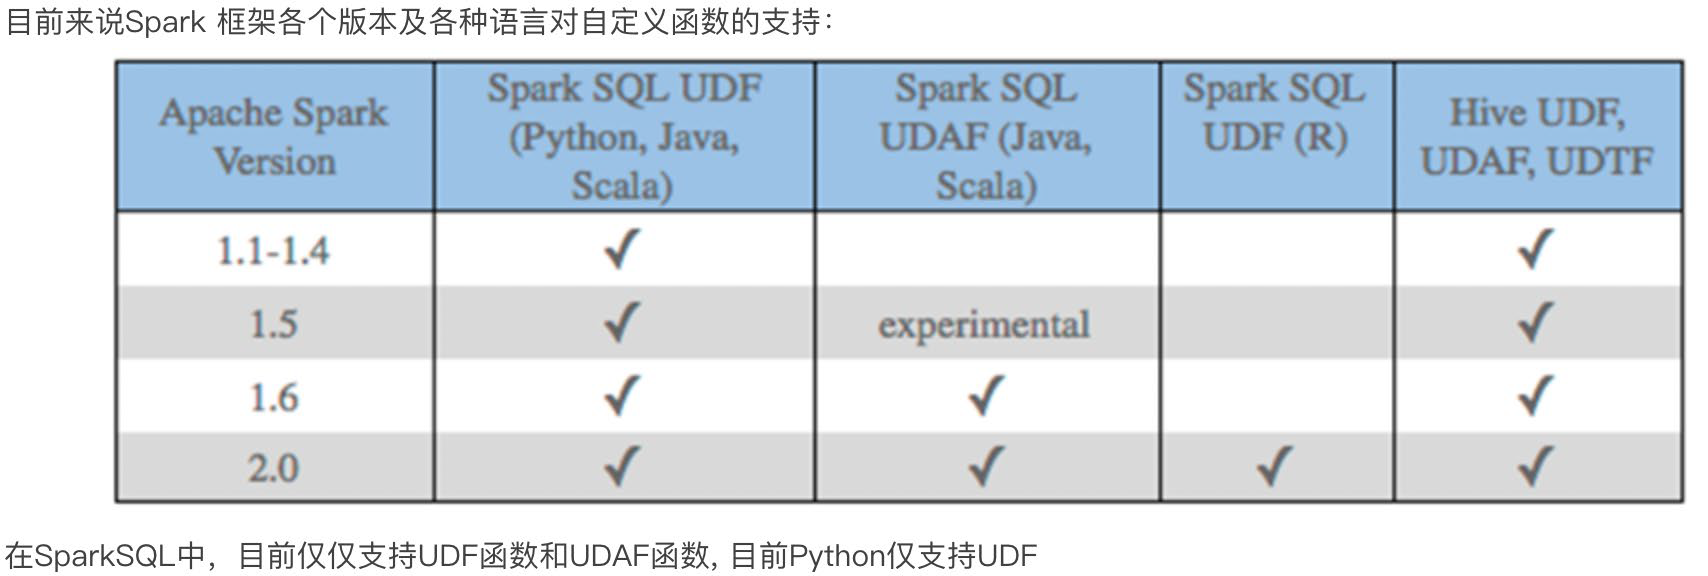 目前来说Spark 框架各个版本及各种语言对自定义函数的支持：
Apache Spark
Version
Spark SQL UDF
(Python, Java,
Scala)
Spark SQL
UDAF (Java,
Scala)
Spark SQL
UDF (R)
Hive UDF,
UDAF, UDTF
1.1-1.4 ✓ ✓
1.5 ✓ experimental ✓
1.6 ✓ ✓ ✓
2.0 ✓ ✓ ✓ ✓
在SparkSQL中，目前仅仅支持UDF函数和UDAF函数, 目前Python仅支持UDF